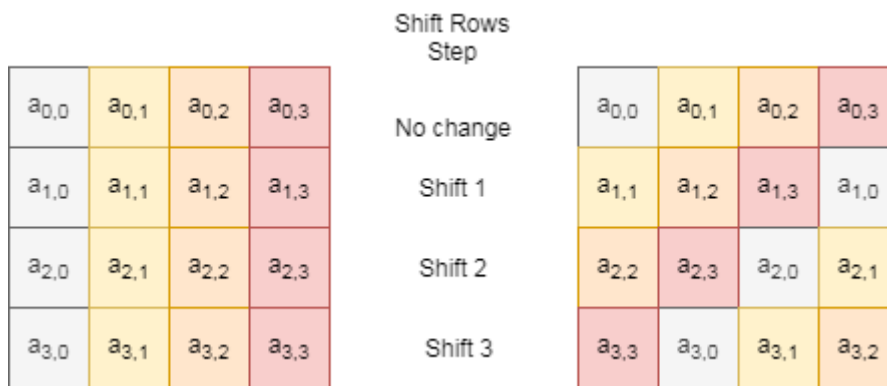 Shift Rows
Step
a0,0 a0,1 a0,2 a0,3 No change a0,0 a0,1 a0,2 a0,3
a1,0 a1,1 a1,2 a1,3 Shift 1 a1,1 a1,2 a1,3 a1,0
a2,0 a2,1 a2,2 a2,3 Shift 2 a2,2 a2,3 a2,0 a2,1
a3,0 a3,1 a3,2 a3,3 Shift 3 a3,3 a3,0 a3,1 a3,2